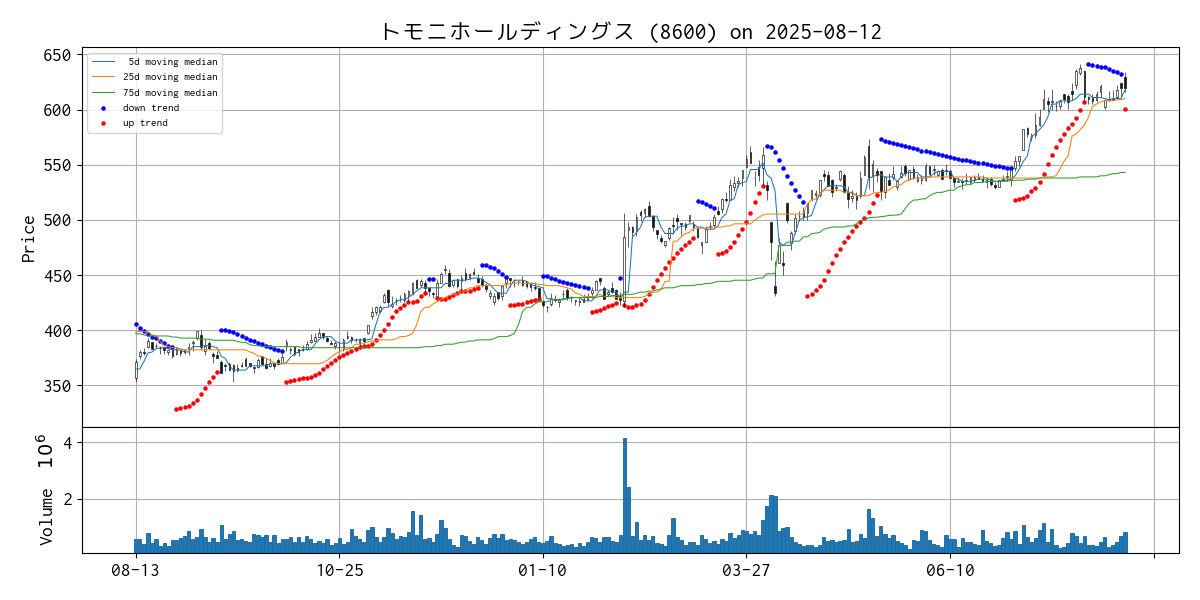 トモニホールディングス (8600) on 2025-08-12
650
600
550
500
450
400
350
Price
5d moving median
25d moving median
75d moving median
down trend
up trend
4
2
Volume 10^6
08-13
10-25
01-10
03-27
06-10